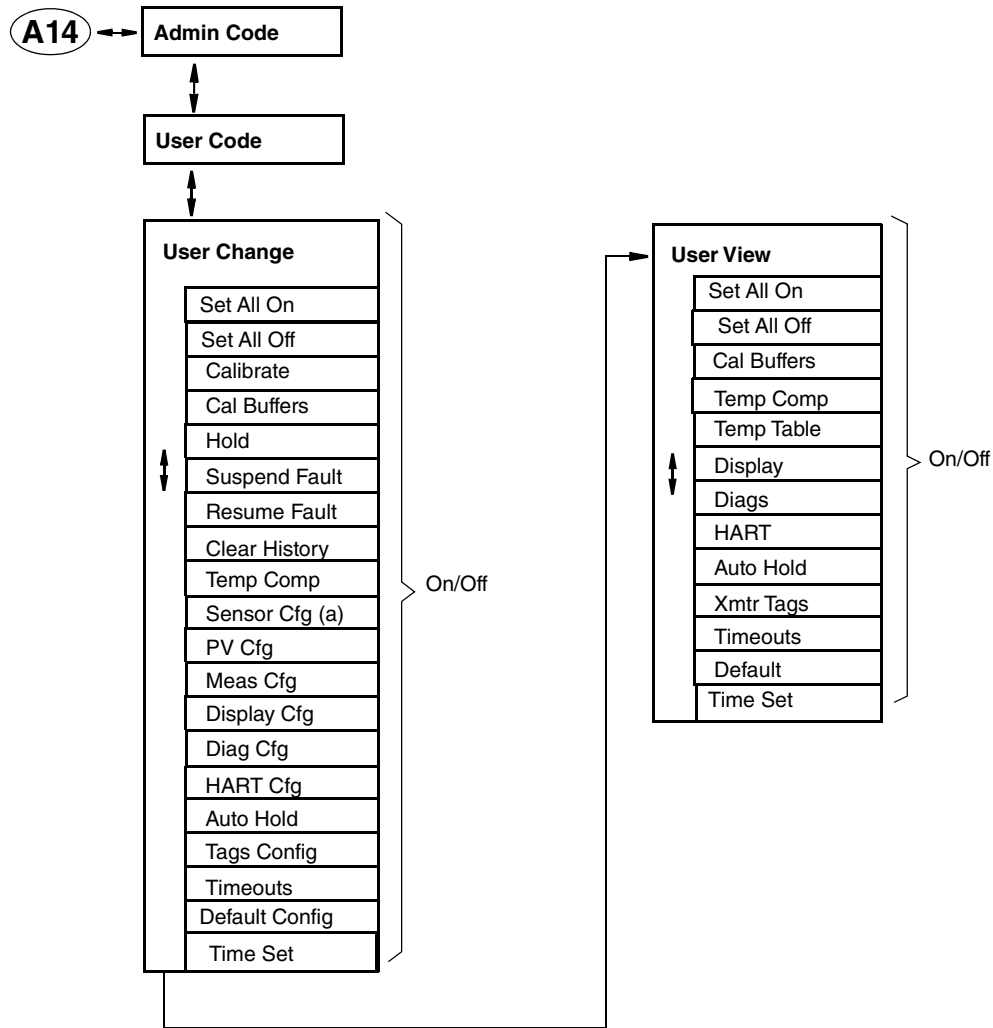 A14
Admin Code
User Code
User Change
Set All On
Set All Off
Calibrate
Cal Buffers
Hold
Suspend Fault
Resume Fault
Clear History
Temp Comp
Sensor Cfg (a)
PV Cfg
Meas Cfg
Display Cfg
Diag Cfg
HART Cfg
Auto Hold
Tags Config
Timeouts
Default Config
Time Set
On/Off
User View
Set All On
Set All Off
Cal Buffers
Temp Comp
Temp Table
Display
Diags
HART
Auto Hold
Xmtr Tags
Timeouts
Default
Time Set
On/Off